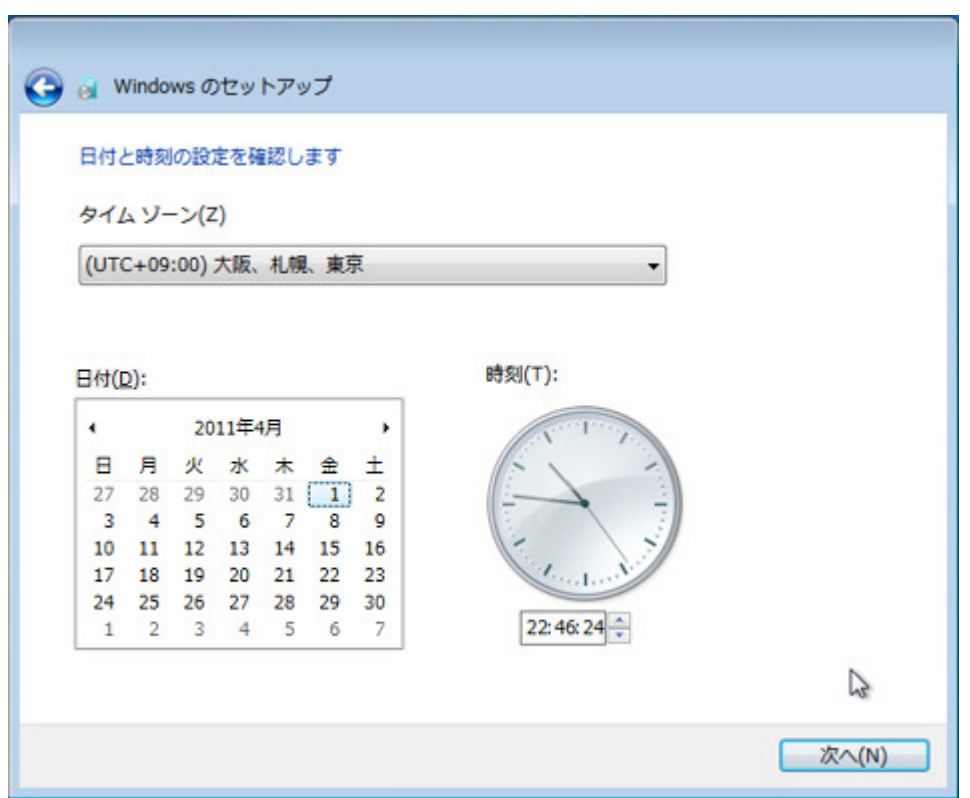 Windows のセットアップ
日付と時刻の設定を確認します
タイム ゾーン(Z)
(UTC+09:00) 大阪、札幌、東京
日付(D):
時刻(T):
2011年4月
日 月 火 水 木 金 土
27 28 29 30 31 1 2
3 4 5 6 7 8 9
10 11 12 13 14 15 16
17 18 19 20 21 22 23
24 25 26 27 28 29 30
1 2 3 4 5 6 7
22:46:24
次へ(N)